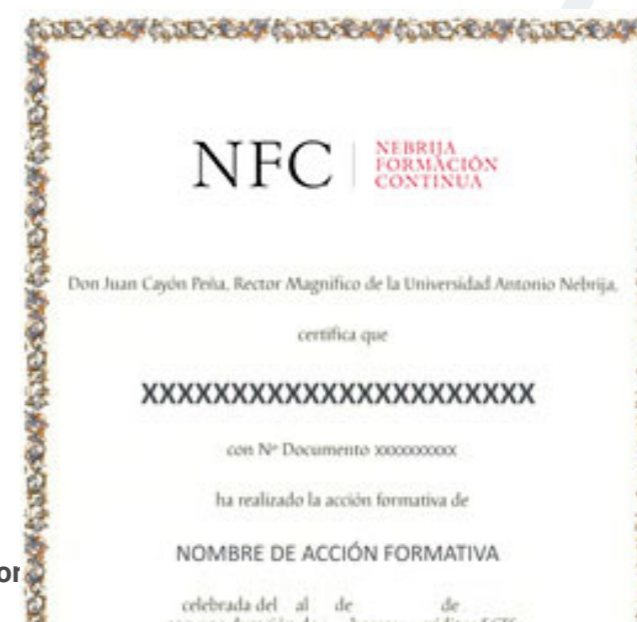 NFC
NEBRIJA
FORMACIÓN
CONTINUA
Don Juan Cayón Peña, Rector Magnífico de la Universidad Antonio Nebrija,
certifica que
XXXXXXXXXXXXXXXXXXXXXX
con Nº Documento xxxxxxxxxx
ha realizado la acción formativa de
NOMBRE DE ACCIÓN FORMATIVA
celebrada del al de de